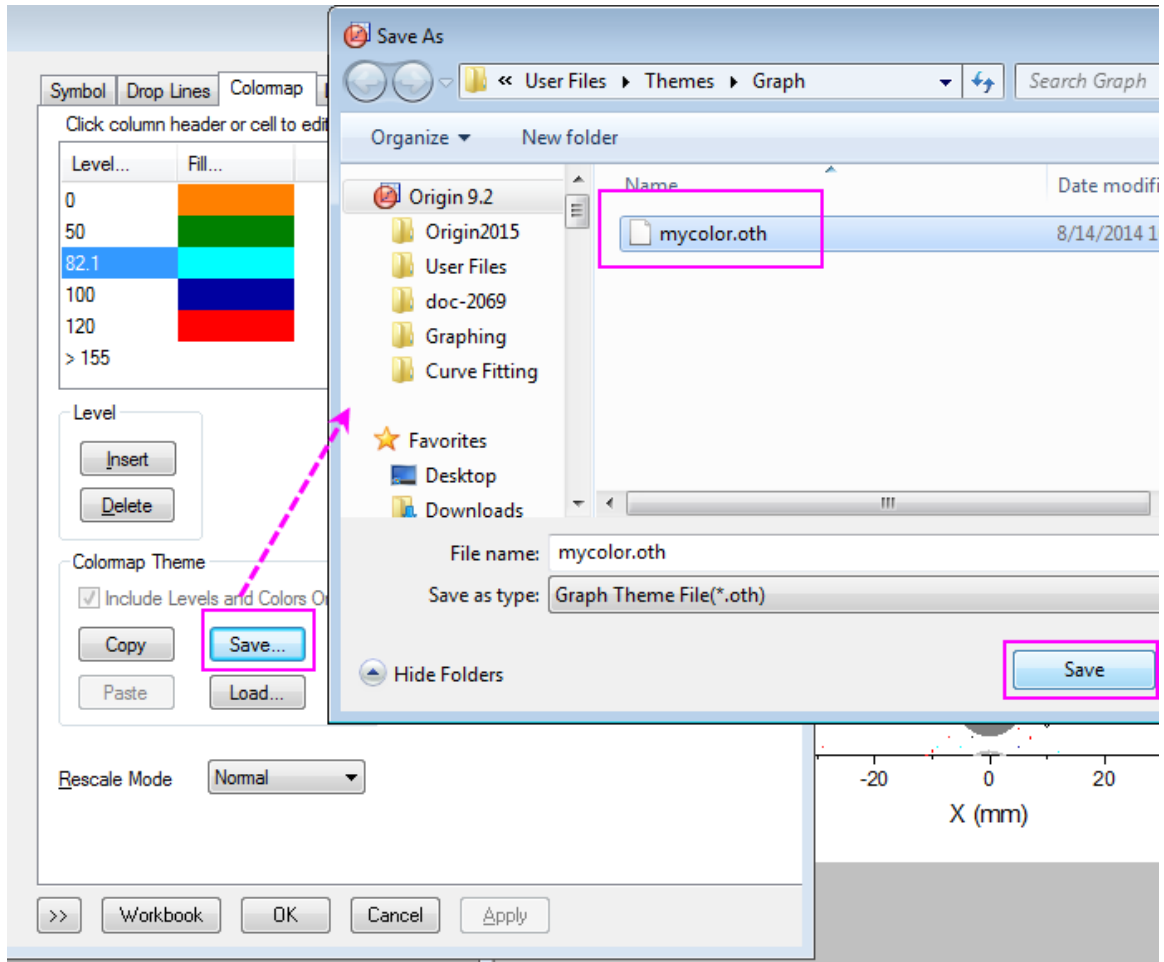 Save As
« User Files Themes Graph
Search Graph
Organize
New folder
Name
Date modifi
mycolor.oth
8/14/2014 1
Origin 9.2
Origin2015
User Files
doc-2069
Graphing
Curve Fitting
Favorites
Desktop
Downloads
File name: mycolor.oth
Save as type: Graph Theme File(*.oth)
Hide Folders
Save
Symbol Drop Lines Colormap
Click column header or cell to edit
Level... Fill...
0
50
82.1
100
120
> 155
Level
Insert
Delete
Colormap Theme
Include Levels and Colors O
Copy Save...
Paste Load...
Rescale Mode Normal
>> Workbook OK Cancel Apply
-20 0 20
X (mm)